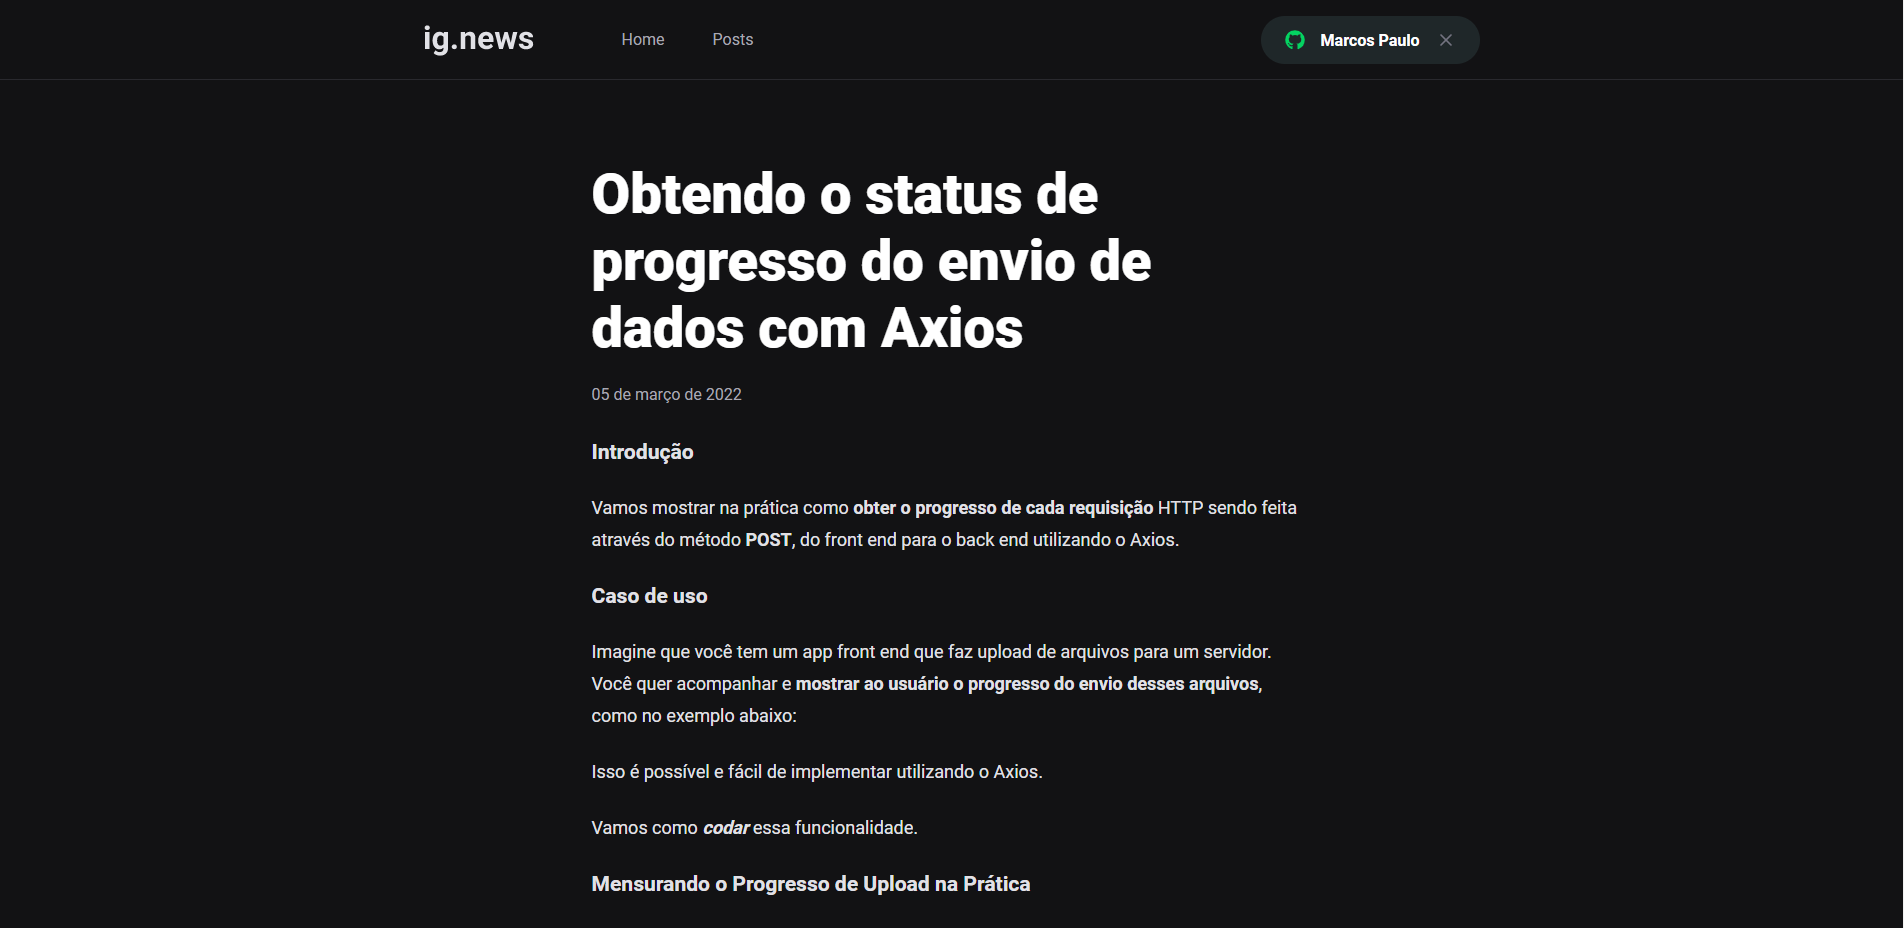 ig.news
Home
Posts
Marcos Paulo
Obtendo o status de
progresso do envio de
dados com Axios
05 de março de 2022
Introdução
Vamos mostrar na prática como obter o progresso de cada requisição HTTP sendo feita
através do método POST, do front end para o back end utilizando o Axios.
Caso de uso
Imagine que você tem um app front end que faz upload de arquivos para um servidor.
Você quer acompanhar e mostrar ao usuário o progresso do envio desses arquivos,
como no exemplo abaixo:
Isso é possível e fácil de implementar utilizando o Axios.
Vamos como codar essa funcionalidade.
Mensurando o Progresso de Upload na Prática